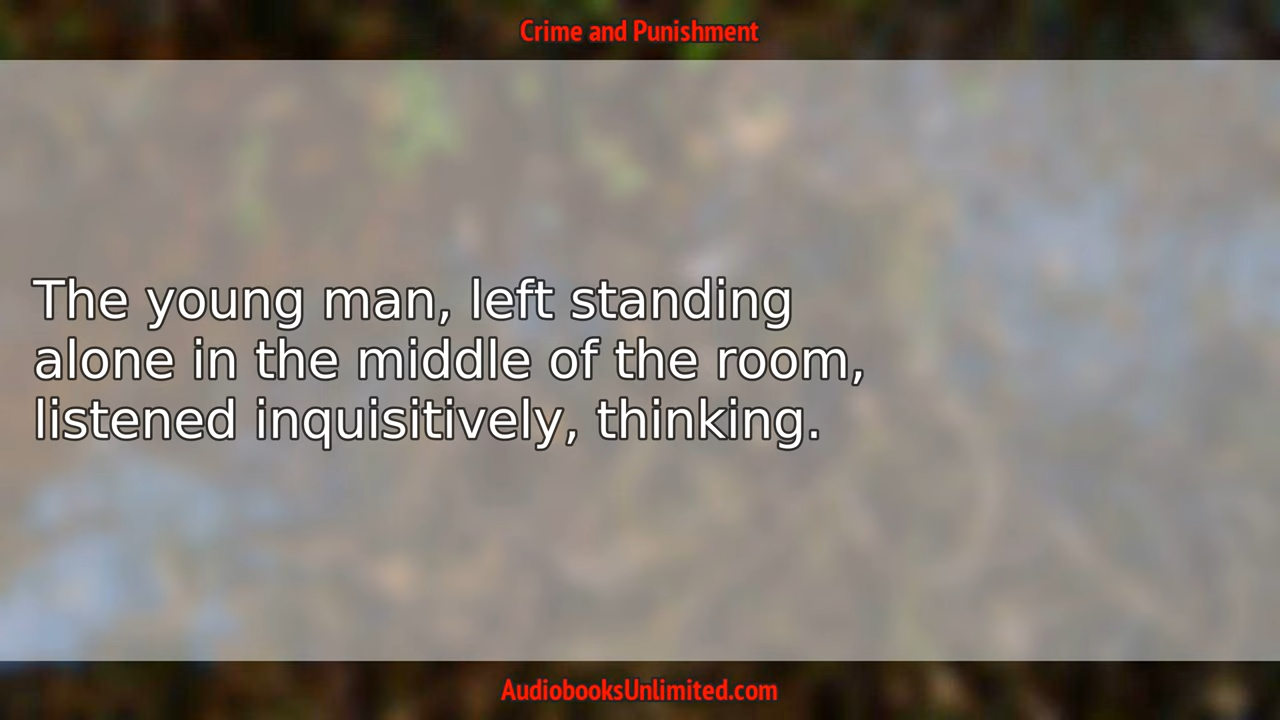 Crime and Punishment
The young man, left standing
alone in the middle of the room,
listened inquisitively, thinking.
AudiobooksUnlimited.com